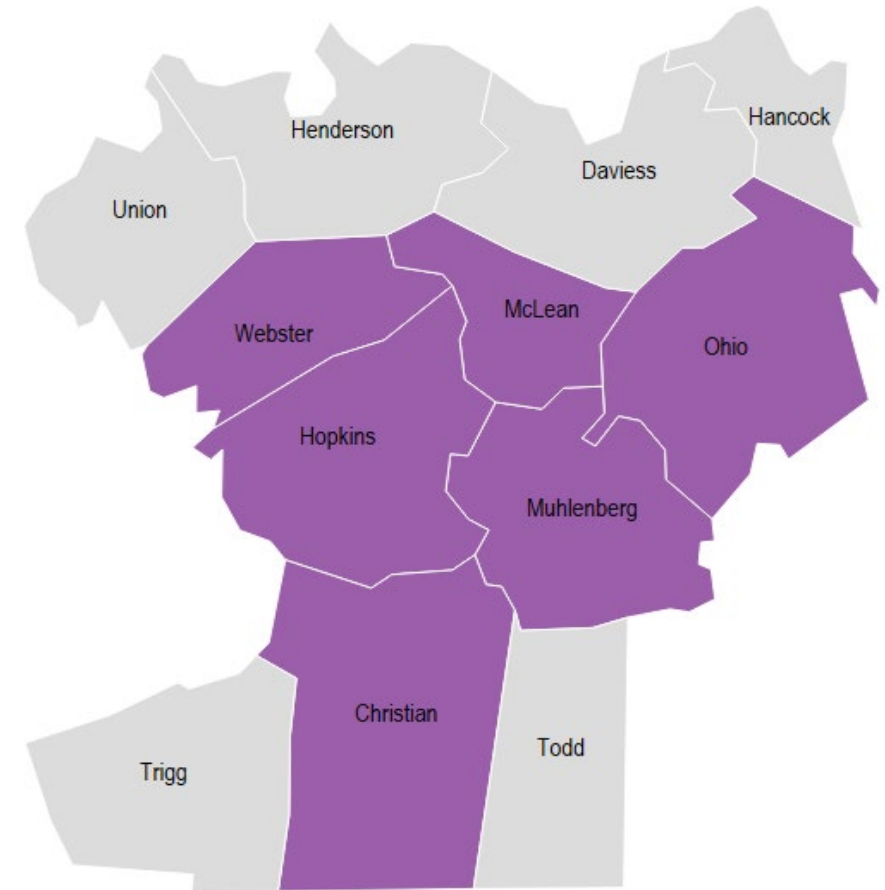 Hancock
Henderson
Daviess
Union
McLean
Webster
Ohio
Hopkins
Muhlenberg
Christian
Todd
Trigg